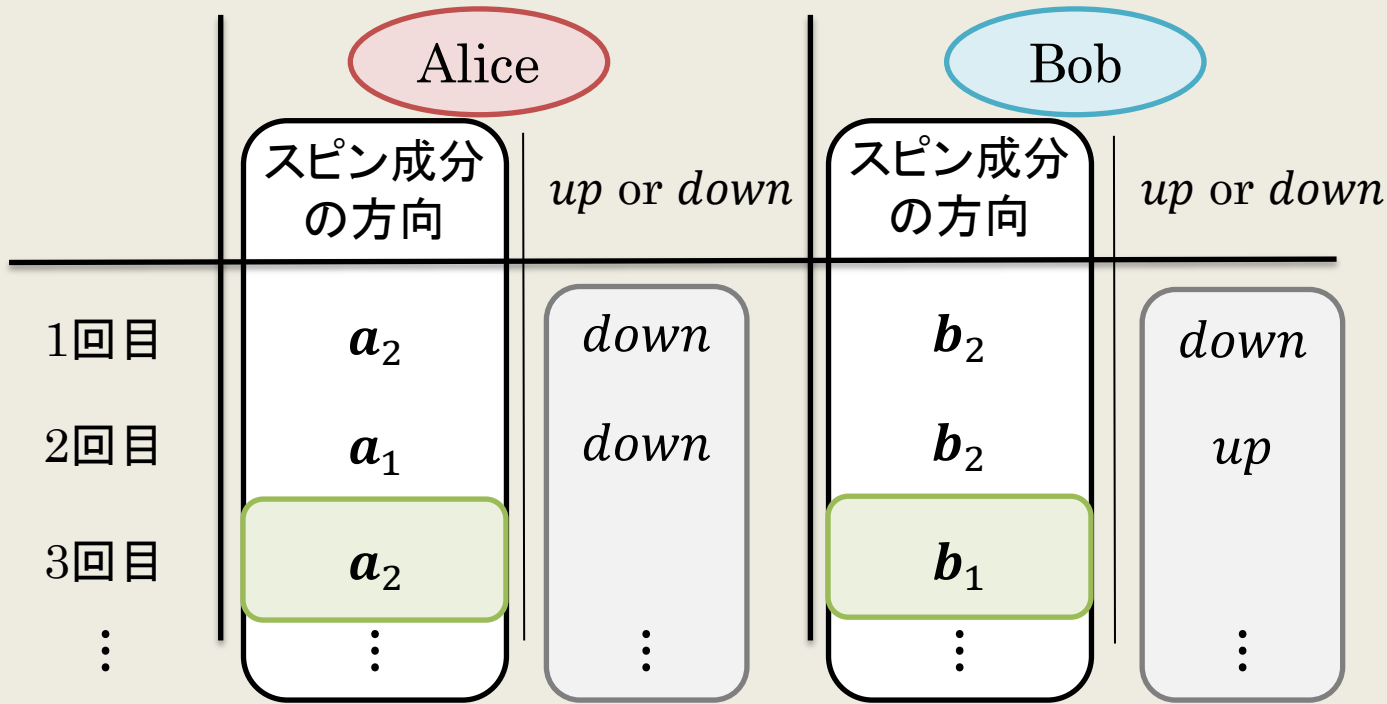 Alice Bob
スピン成分
の方向
up or down
スピン成分
の方向
up or down
1回目 a₂ down b₂ down
2回目 a₁ down b₂ up
3回目 a₂ b₁
⋮ ⋮ ⋮ ⋮ ⋮